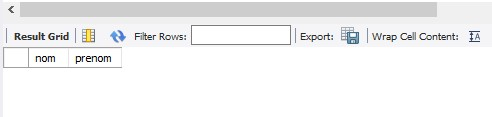 Result Grid Filter Rows: Export: Wrap Cell Content:
nom prenom